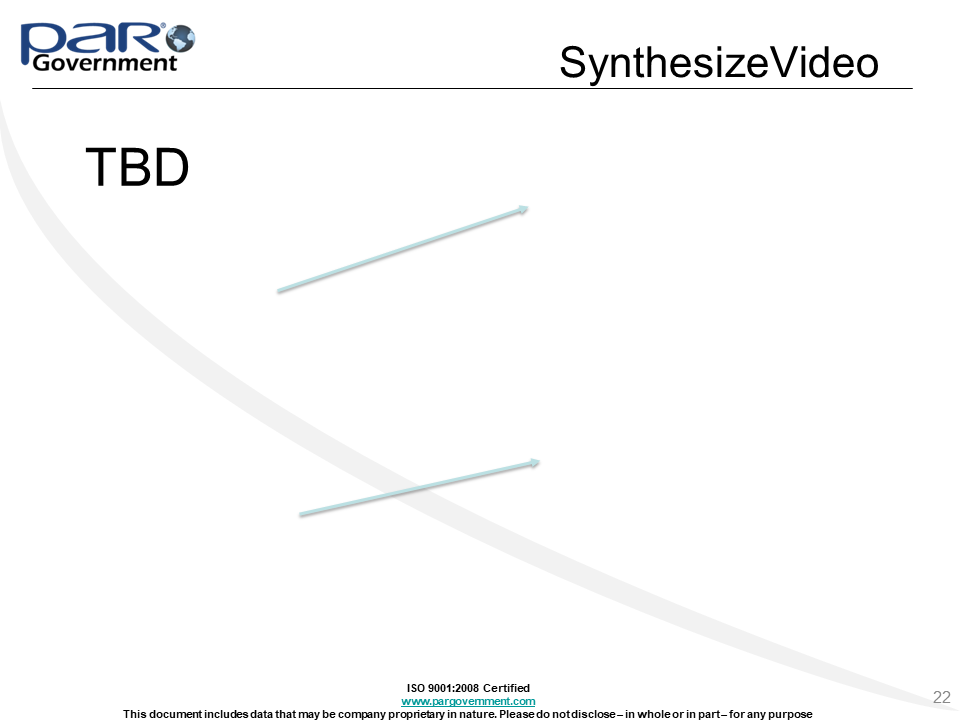 par®
Government
SynthesizeVideo
TBD
ISO 9001:2008 Certified
www.pargovernment.com
This document includes data that may be company proprietary in nature. Please do not disclose – in whole or in part – for any purpose
22